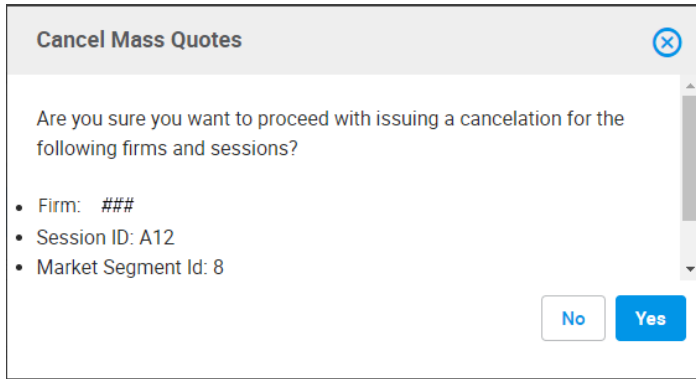 Cancel Mass Quotes
Are you sure you want to proceed with issuing a cancelation for the
following firms and sessions?
• Firm: ###
• Session ID: A12
• Market Segment Id: 8
No Yes